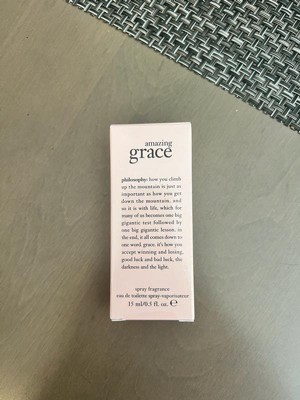 amazing
grace
philosophy: how you climb
up the mountain is just as
important as how you get
down the mountain. and
so it is with life, which for
many of us becomes one big
gigantic test followed by
one big gigantic lesson. in
the end, it all comes down to
one word. grace. it's how you
accept winning and losing,
good luck and bad luck, the
darkness and the light.
spray fragrance
eau de toilette spray-vaporisateur
15 ml/0.5 fl. oz. ℮